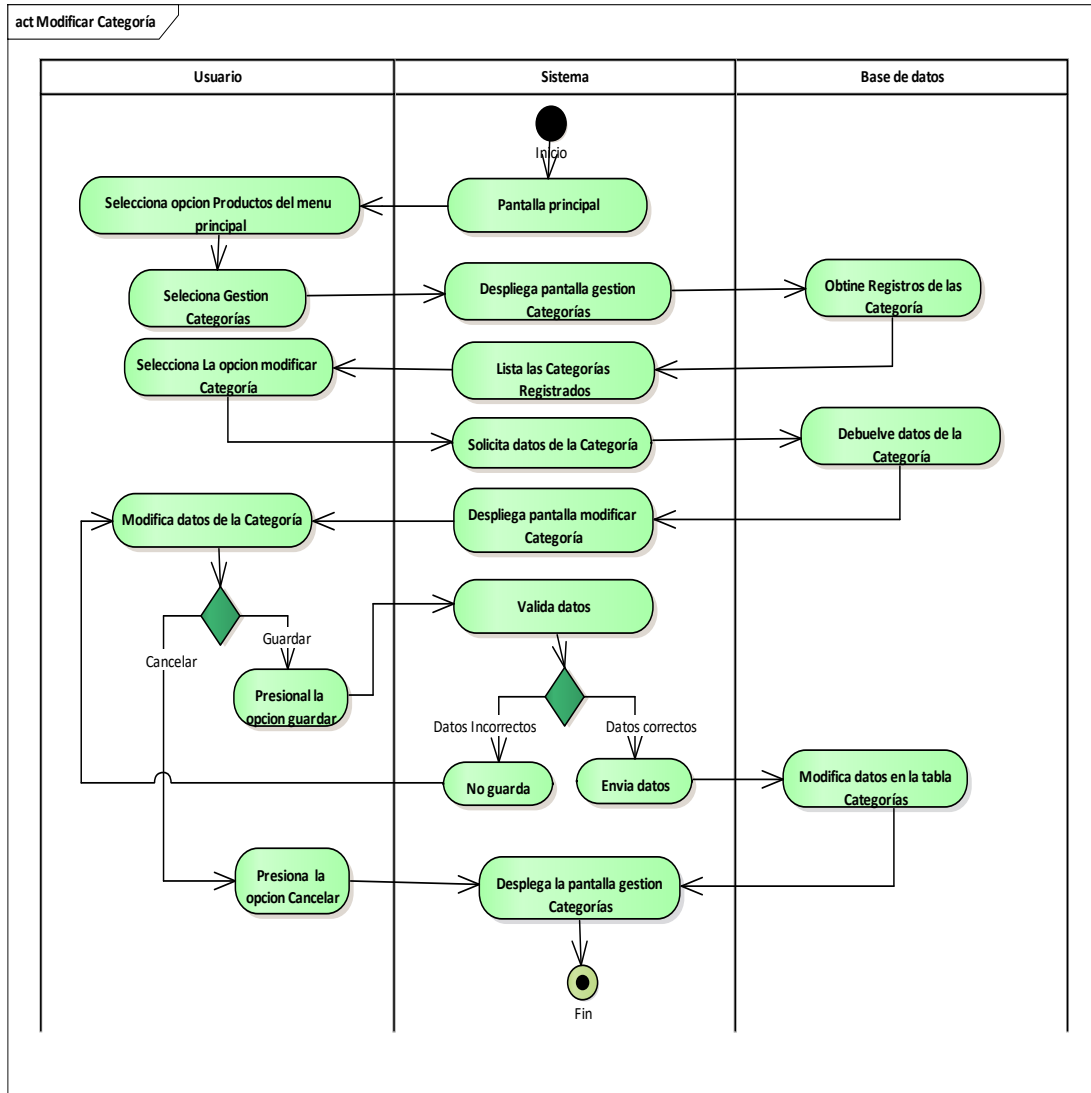 act Modificar Categoría
Usuario
Sistema
Base de datos
Inicio
Selecciona opcion Productos del menu
principal
Pantalla principal
Seleciona Gestion
Categorías
Despliega pantalla gestion
Categorías
Obtine Registros de las
Categoría
Selecciona La opcion modificar
Categoría
Lista las Categorías
Registrados
Solicita datos de la Categoría
Debuelve datos de la
Categoría
Modifica datos de la Categoría
Despliega pantalla modificar
Categoría
Valida datos
Guardar
Cancelar
Presional la
opcion guardar
Datos Incorrectos
Datos correctos
No guarda
Envia datos
Modifica datos en la tabla
Categorías
Presiona la
opcion Cancelar
Desplega la pantalla gestion
Categorías
Fin